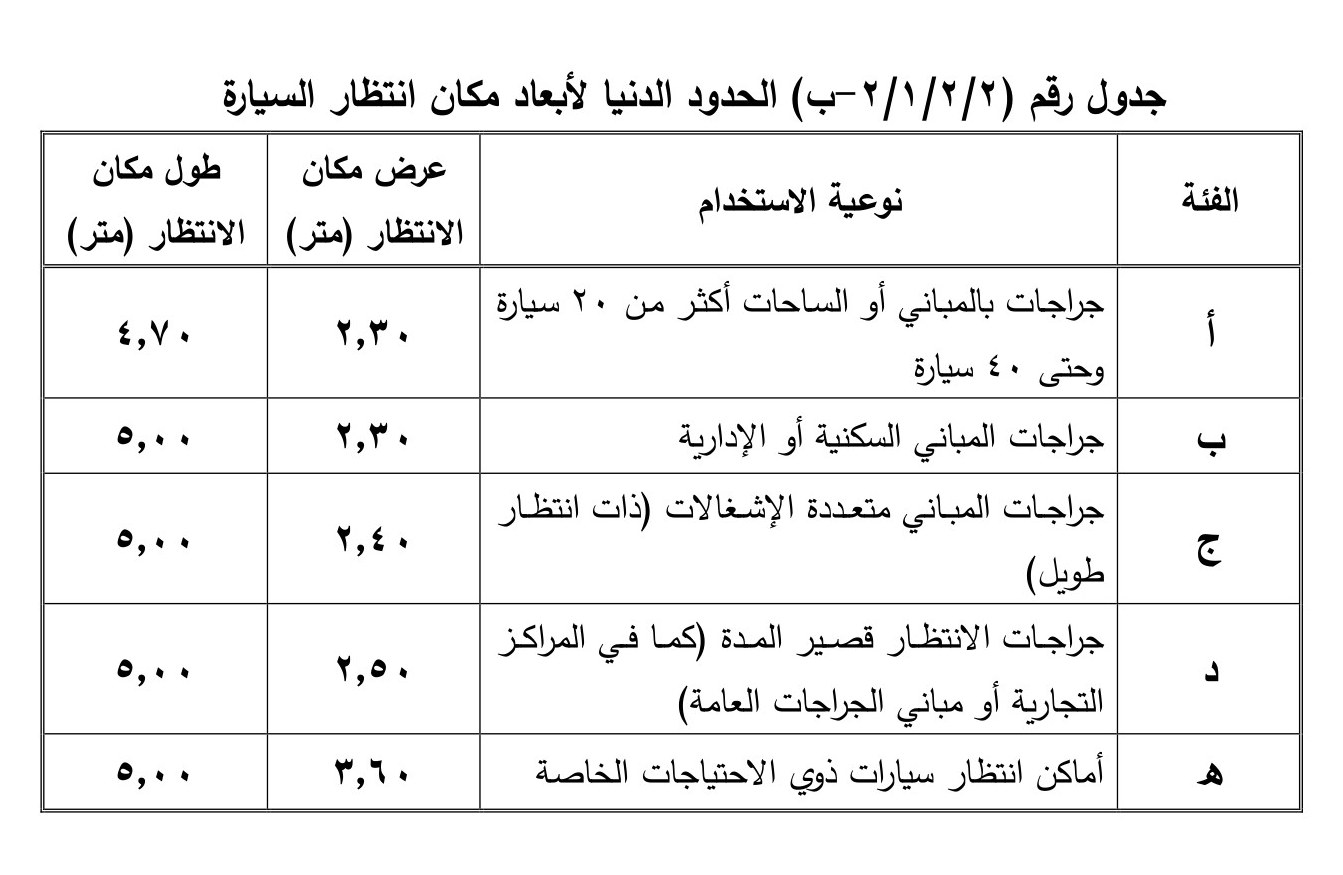 جدول رقم (٢/٢/١/٢-ب) الحدود الدنيا لأبعاد مكان انتظار السيارة
الفئة
نوعية الاستخدام
عرض مكان
الانتظار (متر)
طول مكان
الانتظار (متر)
أ
جراجات بالمباني أو الساحات أكثر من ٢٠ سيارة
وحتى ٤٠ سيارة
٢,٣٠
٤,٧٠
ب
جراجات المباني السكنية أو الإدارية
٢,٣٠
٥,٠٠
ج
جراجات المباني متعددة الإشغالات (ذات انتظار
طويل)
٢,٤٠
٥,٠٠
د
جراجات الانتظار قصير المدة (كما في المراكز
التجارية أو مباني الجراجات العامة)
٢,٥٠
٥,٠٠
ه
أماكن انتظار سيارات ذوي الاحتياجات الخاصة
٣,٦٠
٥,٠٠